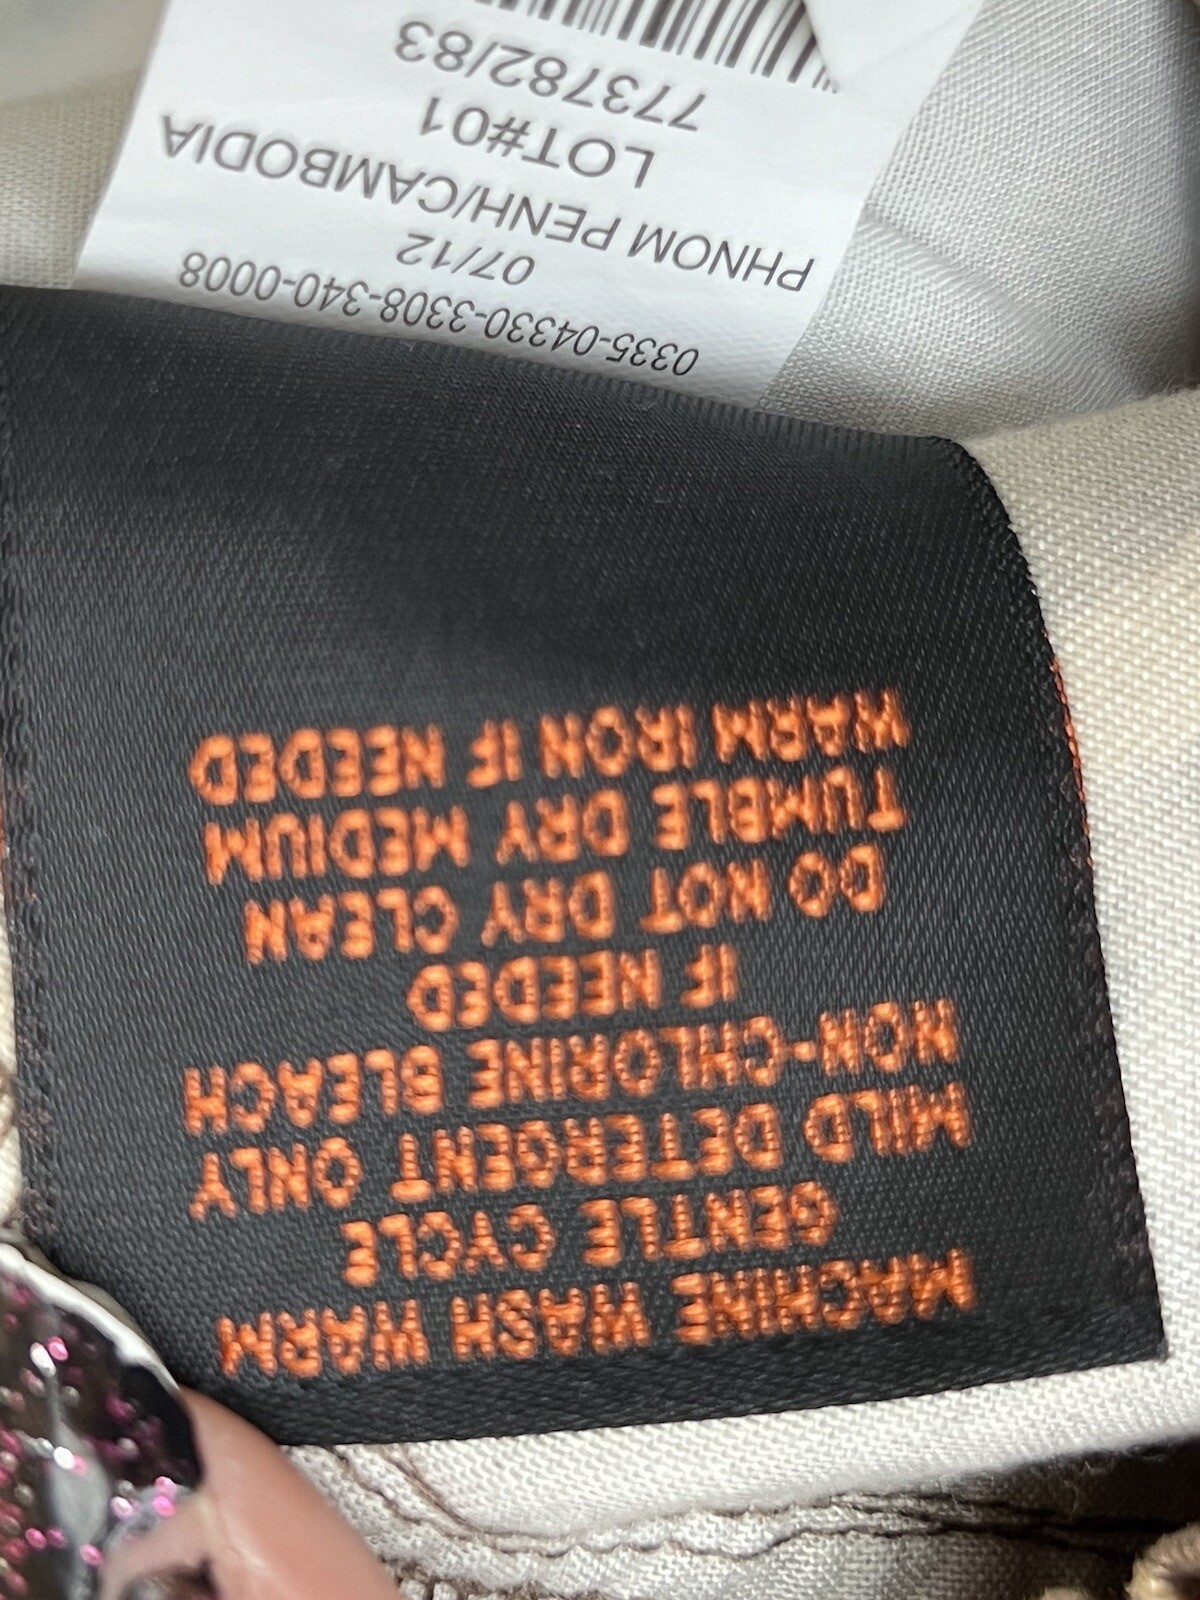 MACHINE WASH WARM
GENTLE CYCLE
MILD DETERGENT ONLY
NON-CHLORINE BLEACH
IF NEEDED
DO NOT DRY CLEAN
TUMBLE DRY MEDIUM
WARM IRON IF NEEDED
0335-04330-3308-340-0008
07/12
PHNOM PENH/CAMBODIA
LOT#01
773782/83